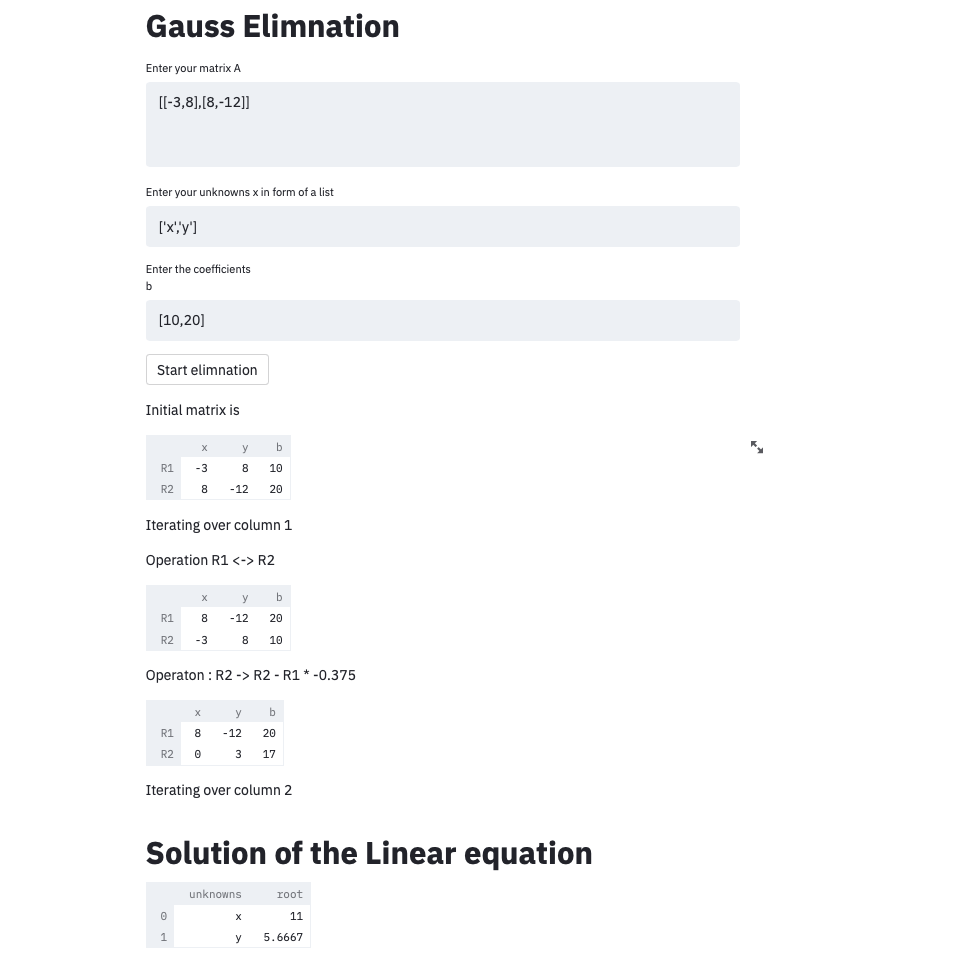 Gauss Elimnation
Enter your matrix A
[[-3,8],[8,-12]]
Enter your unknowns x in form of a list
['x','y']
Enter the coefficients
b
[10,20]
Start elimnation
Initial matrix is
x y b
R1 -3 8 10
R2 8 -12 20
Iterating over column 1
Operation R1 <-> R2
x y b
R1 8 -12 20
R2 -3 8 10
Operaton : R2 -> R2 - R1 * -0.375
x y b
R1 8 -12 20
R2 0 3 17
Iterating over column 2
Solution of the Linear equation
unknowns root
0 x 11
1 y 5.6667